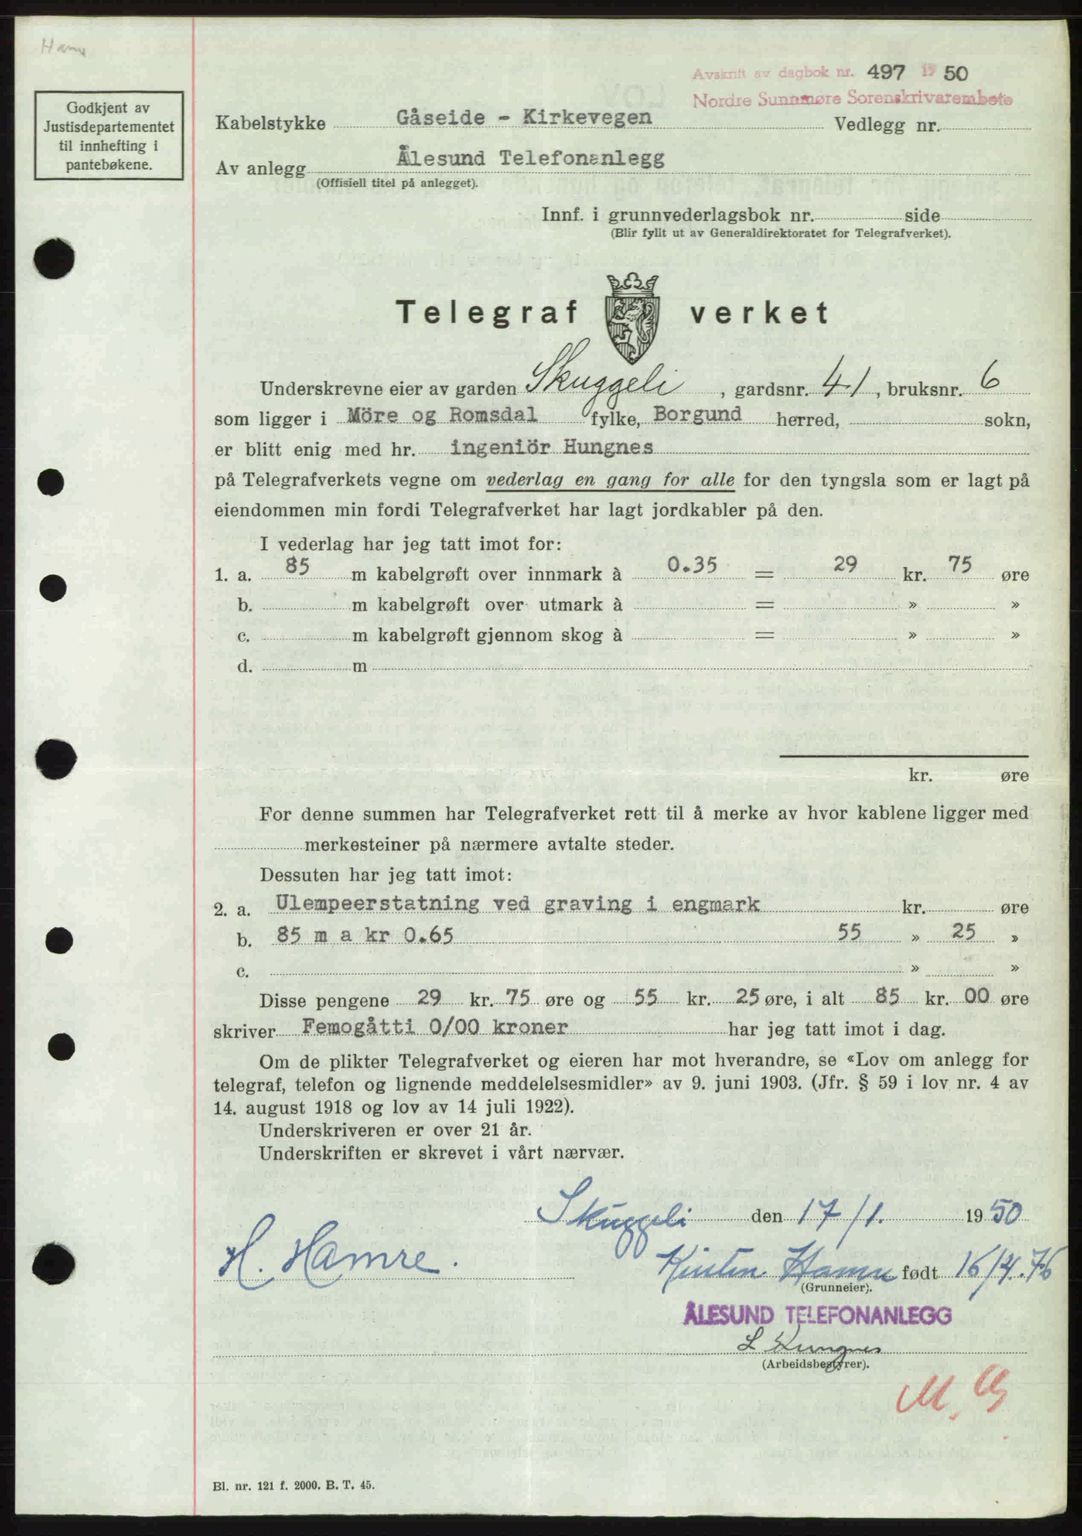 Hamre
Avskrift av dagbok nr. 497 1950
Nordre Sunnmøre Sorenskrivarembete
Godkjent av
Justisdepartementet
til innhefting i
pantebøkene.
Kabelstykke Gåseide - Kirkevegen Vedlegg nr.
Av anlegg Ålesund Telefonanlegg
(Offisiell titel på anlegget).
Innf. i grunnvederlagsbok nr. side
(Blir fyllt ut av Generaldirektoratet for Telegrafverket).
Telegrafverket
Underskrevne eier av garden Skuggeli, gardsnr. 41, bruksnr. 6
som ligger i Möre og Romsdal fylke, Borgund herred, sokn,
er blitt enig med hr. ingeniör Hungnes
på Telegrafverkets vegne om vederlag en gang for alle for den tyngsla som er lagt på
eiendommen min fordi Telegrafverket har lagt jordkabler på den.
I vederlag har jeg tatt imot for:
1. a. 85 m kabelgrøft over innmark à 0.35 = 29 kr. 75 øre
b. m kabelgrøft over utmark à = » »
c. m kabelgrøft gjennom skog à = » »
d. m
kr. øre
For denne summen har Telegrafverket rett til å merke av hvor kablene ligger med
merkesteiner på nærmere avtalte steder.
Dessuten har jeg tatt imot:
2. a. Ulempeerstatning ved graving i engmark kr. øre
b. 85 m a kr 0.65 55 » 25 »
c. » »
Disse pengene 29 kr. 75 øre og 55 kr. 25 øre, i alt 85 kr. 00 øre
skriver Femogåtti 0/00 kroner har jeg tatt imot i dag.
Om de plikter Telegrafverket og eieren har mot hverandre, se «Lov om anlegg for
telegraf, telefon og lignende meddelelsesmidler» av 9. juni 1903. (Jfr. § 59 i lov nr. 4 av
14. august 1918 og lov av 14 juli 1922).
Underskriveren er over 21 år.
Underskriften er skrevet i vårt nærvær.
Skuggeli den 17/1. 1950
H. Hamre. Kirsten Hamre født 16/4.76
(Grunneier).
ÅLESUND TELEFONANLEGG
L Hungnes
(Arbeidsbestyrer).
Bl. nr. 121 f. 2000. B. T. 45.